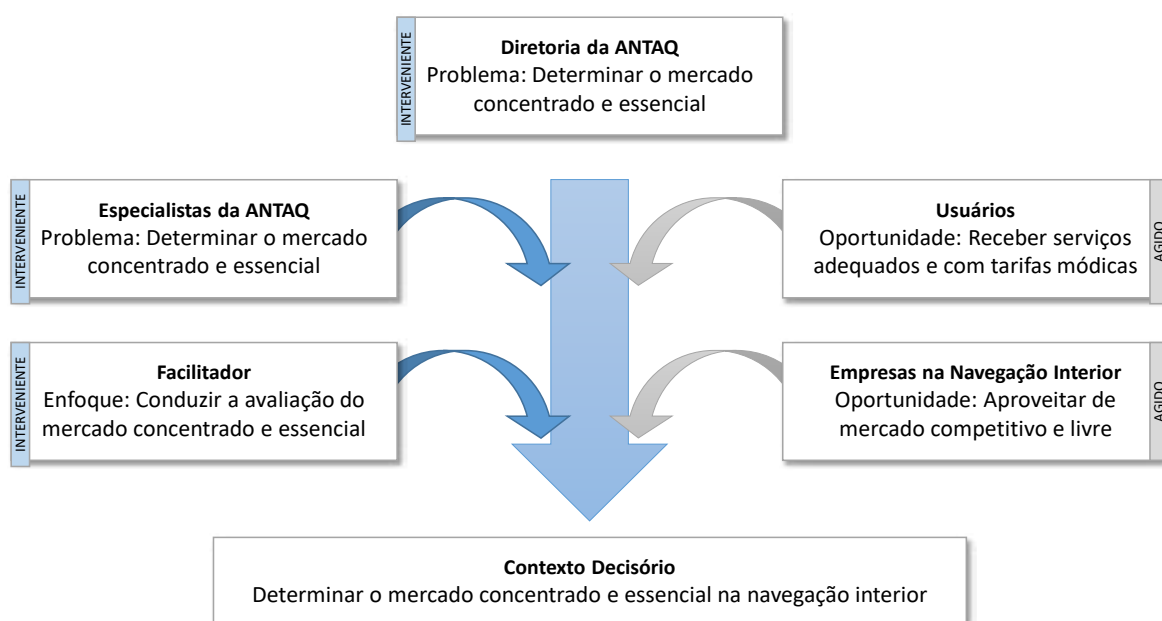 INTERVENIENTE
Diretoria da ANTAQ
Problema: Determinar o mercado
concentrado e essencial
INTERVENIENTE
Especialistas da ANTAQ
Problema: Determinar o mercado
concentrado e essencial
Usuários
Oportunidade: Receber serviços
adequados e com tarifas módicas
AGIDO
INTERVENIENTE
Facilitador
Enfoque: Conduzir a avaliação do
mercado concentrado e essencial
Empresas na Navegação Interior
Oportunidade: Aproveitar de
mercado competitivo e livre
AGIDO
Contexto Decisório
Determinar o mercado concentrado e essencial na navegação interior